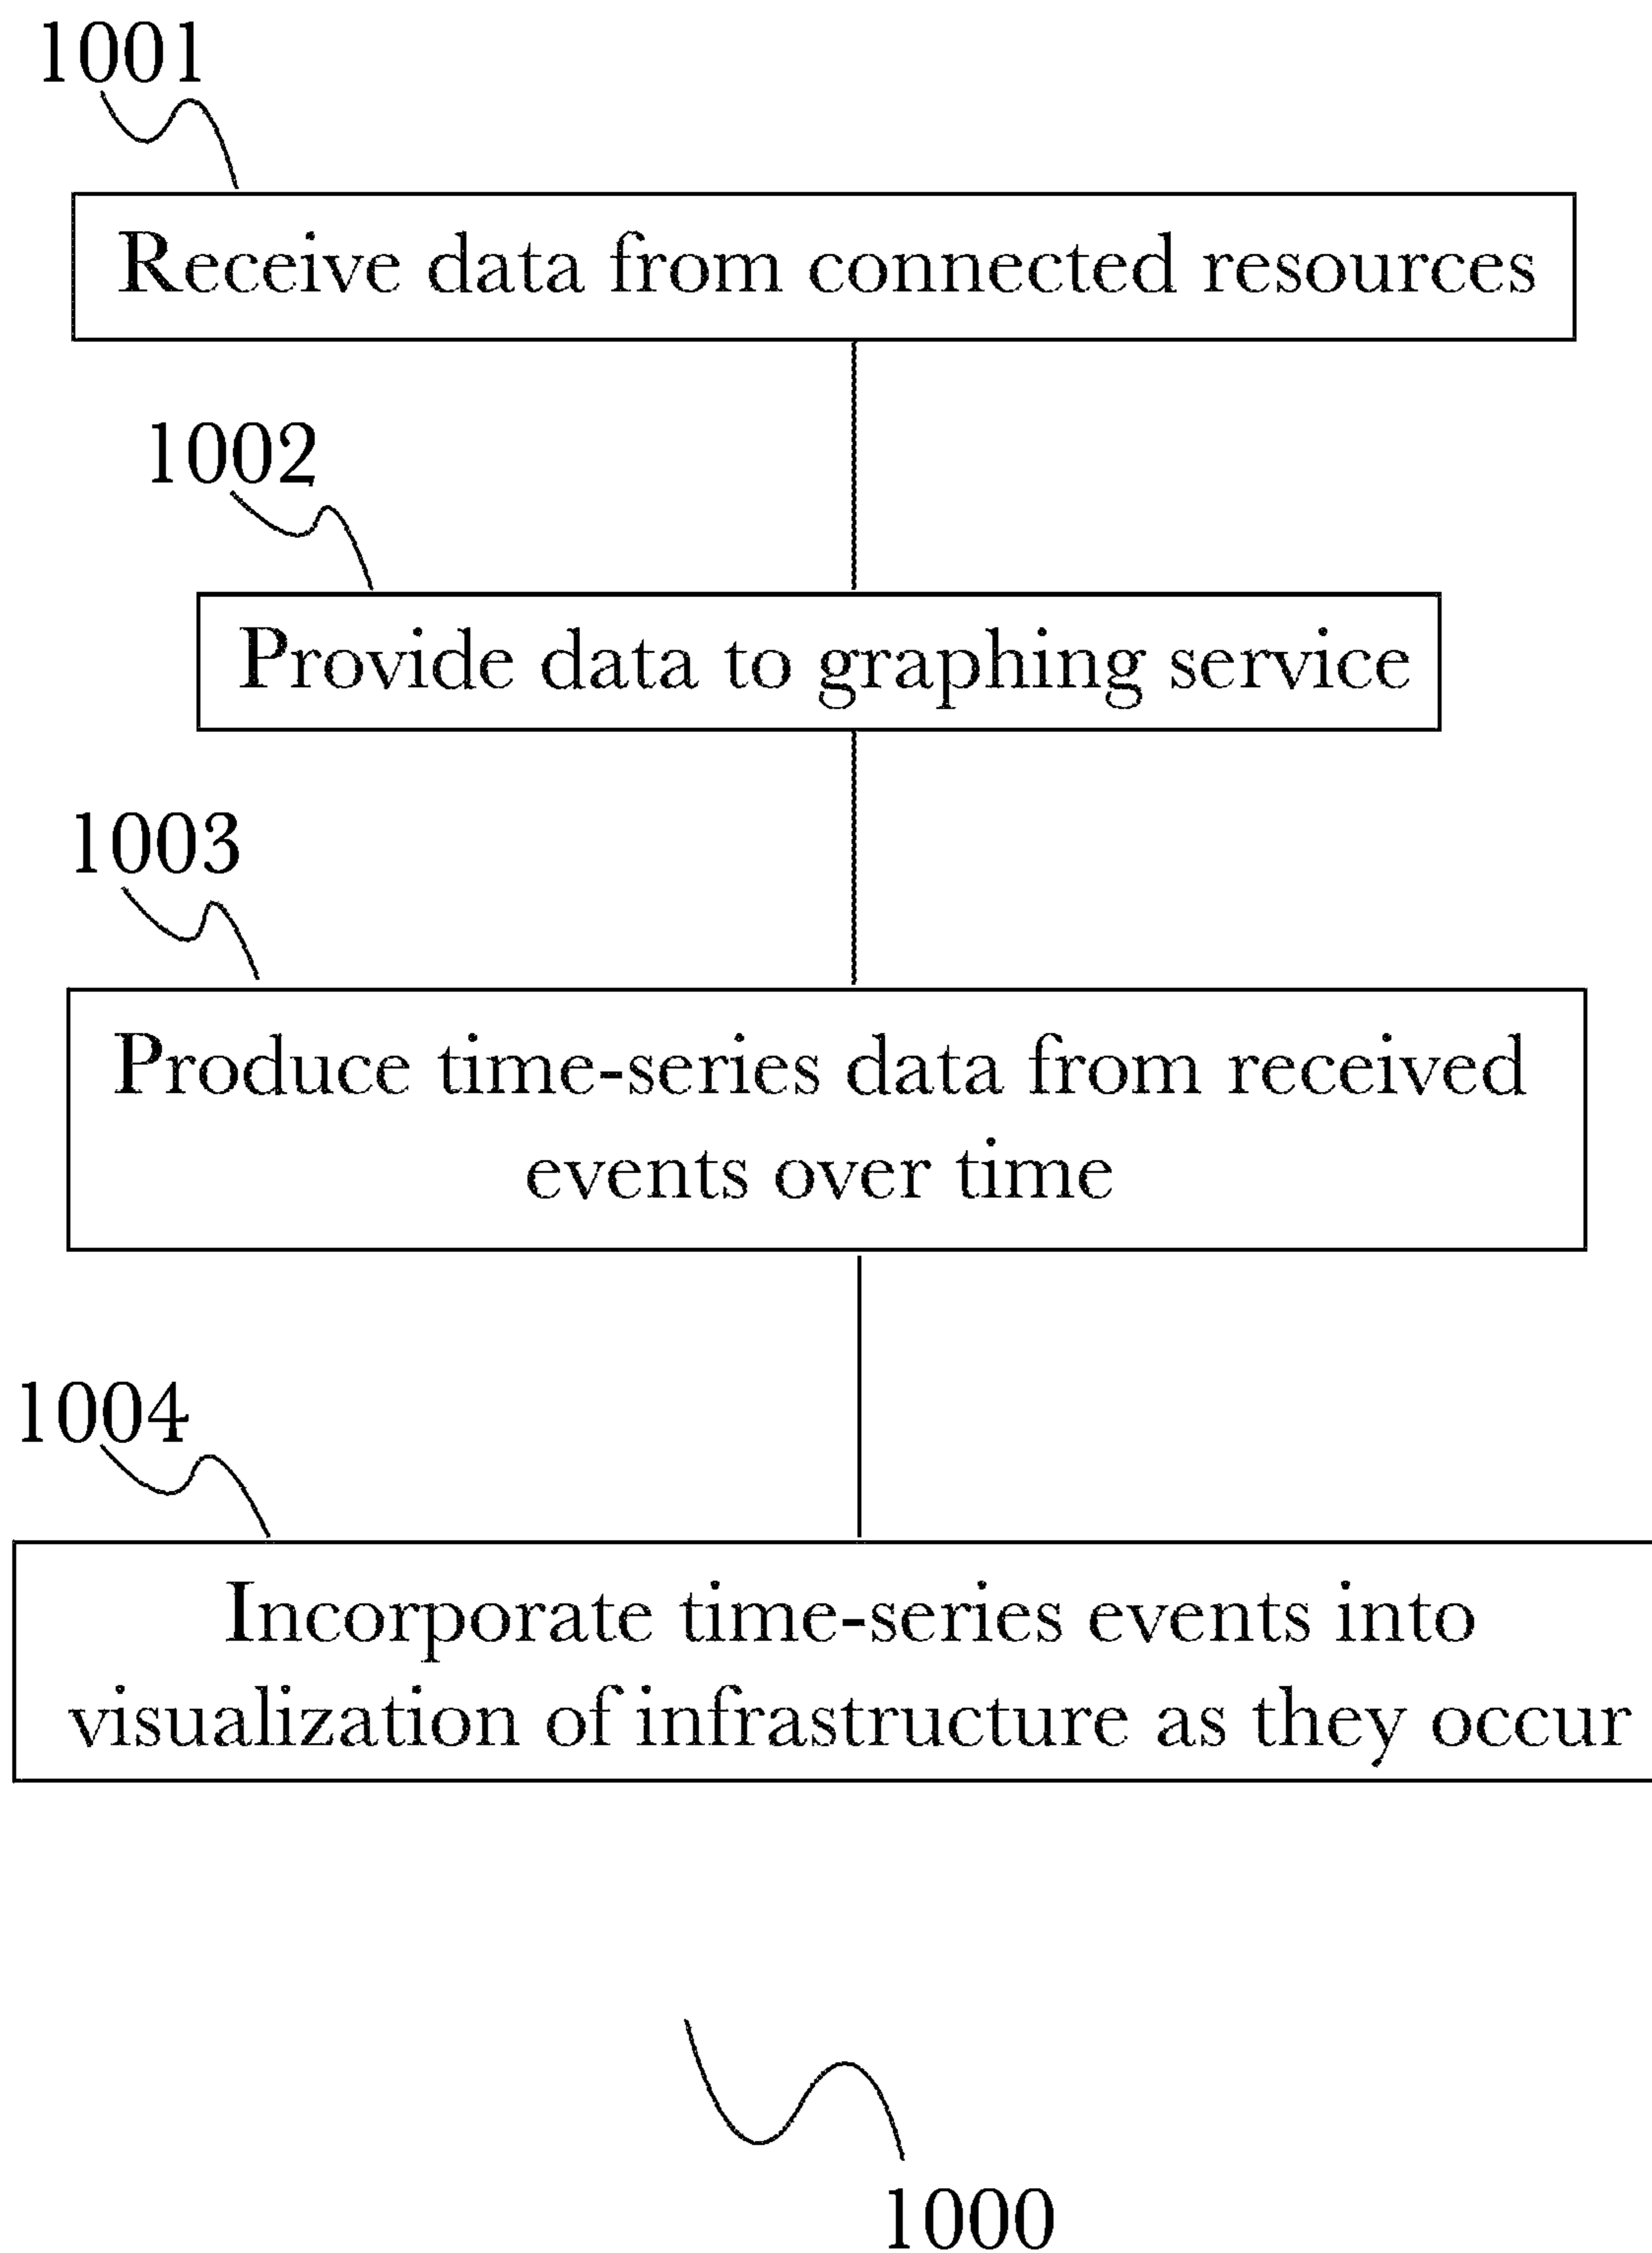 1001
Receive data from connected resources
1002
Provide data to graphing service
1003
Produce time-series data from received
events over time
1004
Incorporate time-series events into
visualization of infrastructure as they occur
1000